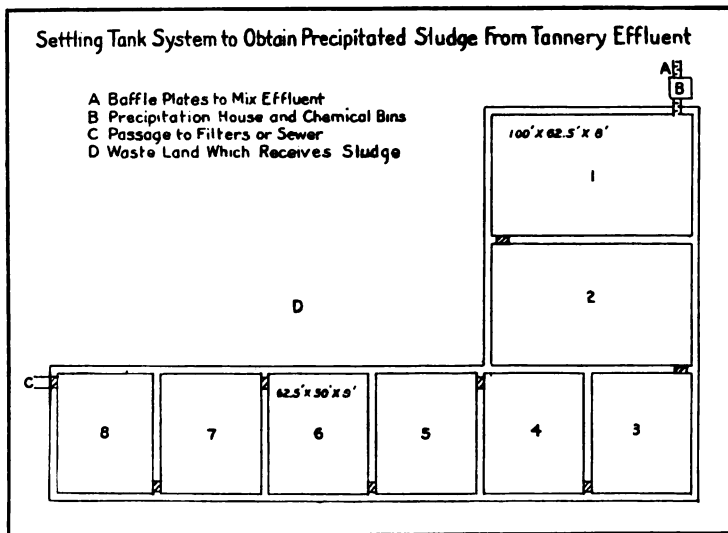 Settling Tank System to Obtain Precipitated Sludge From Tannery Effluent
A
B
A Baffle Plates to Mix Effluent
B Precipitation House and Chemical Bins
C Passage to Filters or Sewer
D Waste Land Which Receives Sludge
100' X 62.5' X 8'
1
2
D
C
62.5' X 50' X 9'
8
7
6
5
4
3